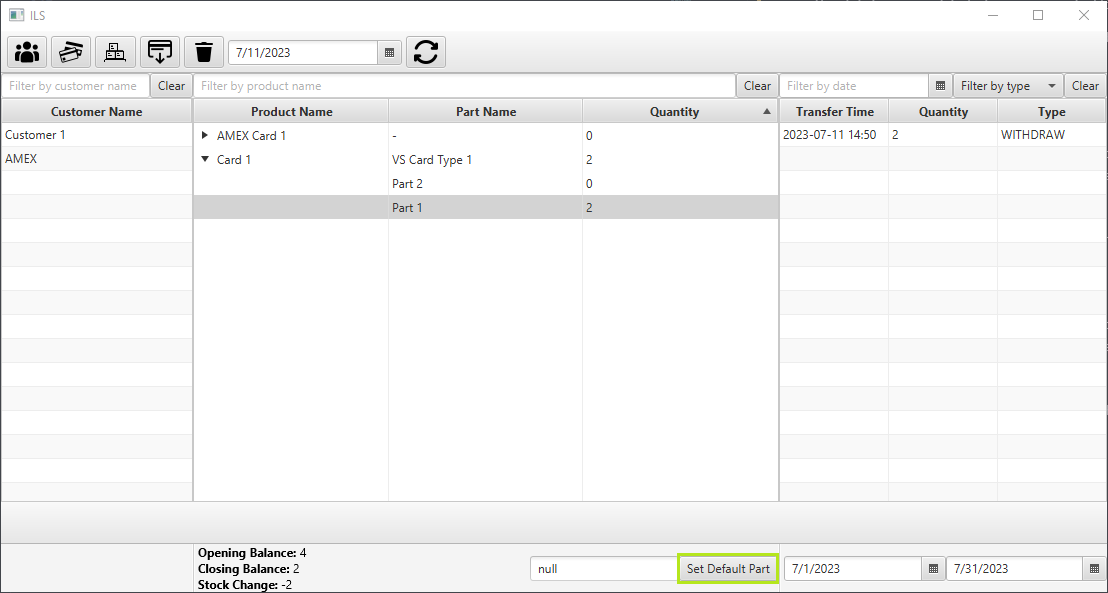 ILS
7/11/2023
Filter by customer name Clear Filter by product name Clear Filter by date Filter by type Clear
Customer Name Product Name Part Name Quantity Transfer Time Quantity Type
Customer 1 AMEX Card 1 - 0 2023-07-11 14:50 2 WITHDRAW
AMEX Card 1 VS Card Type 1 2
Part 2 0
Part 1 2
Opening Balance: 4
Closing Balance: 2
Stock Change: -2
null Set Default Part 7/1/2023 7/31/2023